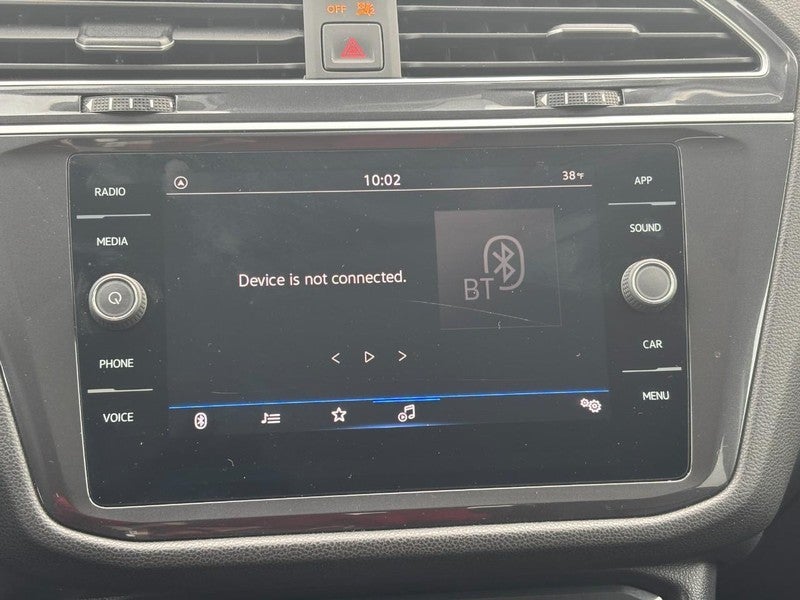 OFF
RADIO
10:02
38°F
APP
MEDIA
SOUND
Device is not connected.
BT
PHONE
CAR
VOICE
MENU